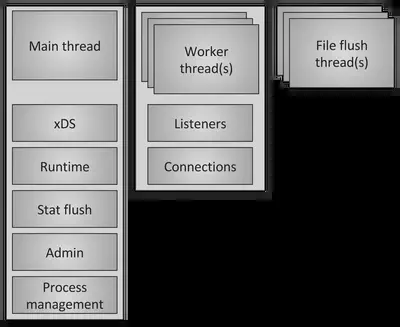 Main thread
xDS
Runtime
Stat flush
Admin
Process
management
Worker
thread(s)
Listeners
Connections
File flush
thread(s)